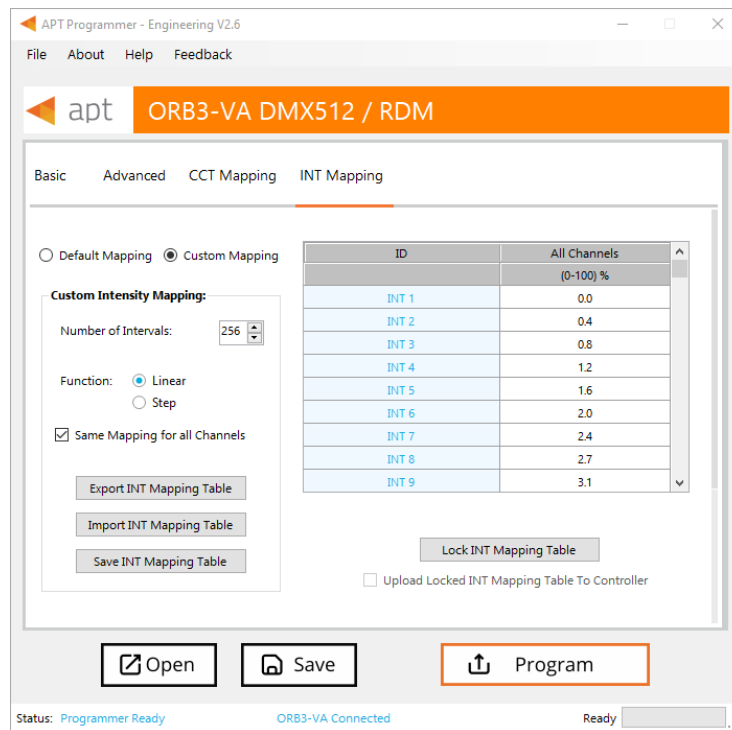 APT Programmer - Engineering V2.6
File About Help Feedback
apt ORB3-VA DMX512 / RDM
Basic Advanced CCT Mapping INT Mapping
Default Mapping Custom Mapping
Custom Intensity Mapping:
Number of Intervals: 256
Function: Linear
Step
Same Mapping for all Channels
Export INT Mapping Table
Import INT Mapping Table
Save INT Mapping Table
ID All Channels
(0-100) %
INT 1 0.0
INT 2 0.4
INT 3 0.8
INT 4 1.2
INT 5 1.6
INT 6 2.0
INT 7 2.4
INT 8 2.7
INT 9 3.1
Lock INT Mapping Table
Upload Locked INT Mapping Table To Controller
Open Save Program
Status: Programmer Ready ORB3-VA Connected Ready